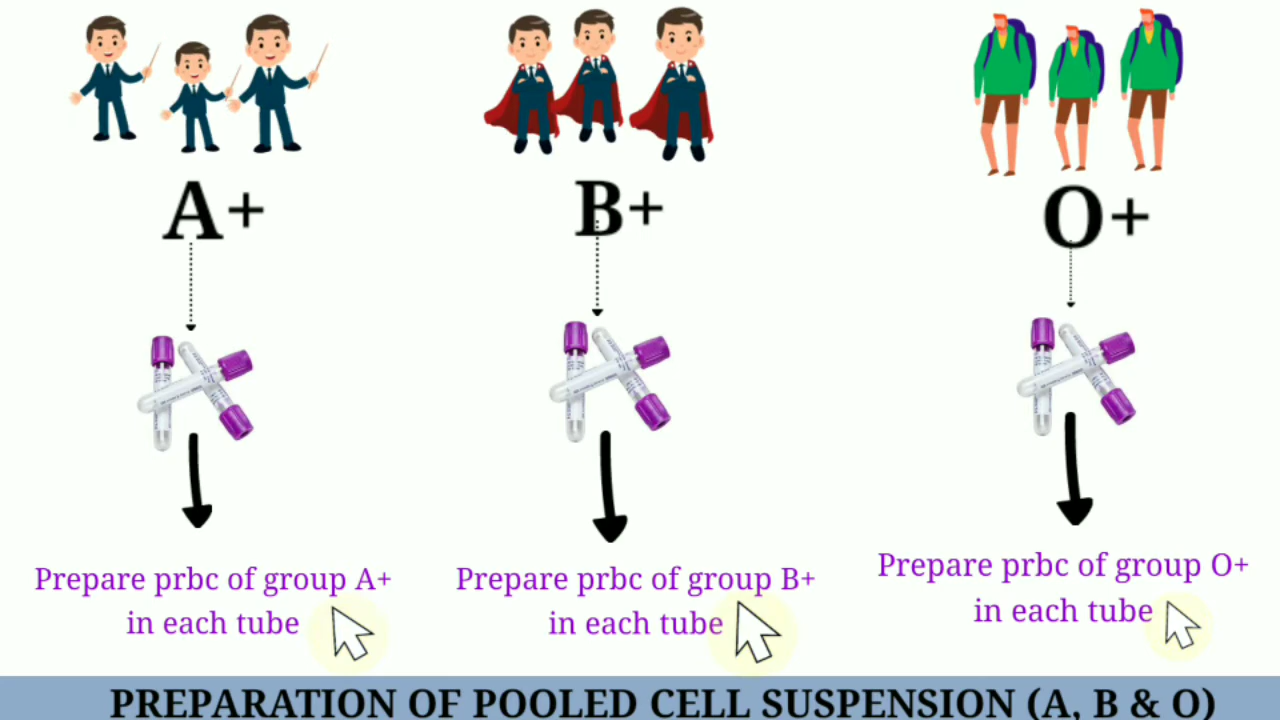 A+
B+
O+
Prepare prbc of group A+
in each tube
Prepare prbc of group B+
in each tube
Prepare prbc of group O+
in each tube
PREPARATION OF POOLED CELL SUSPENSION (A, B & O)